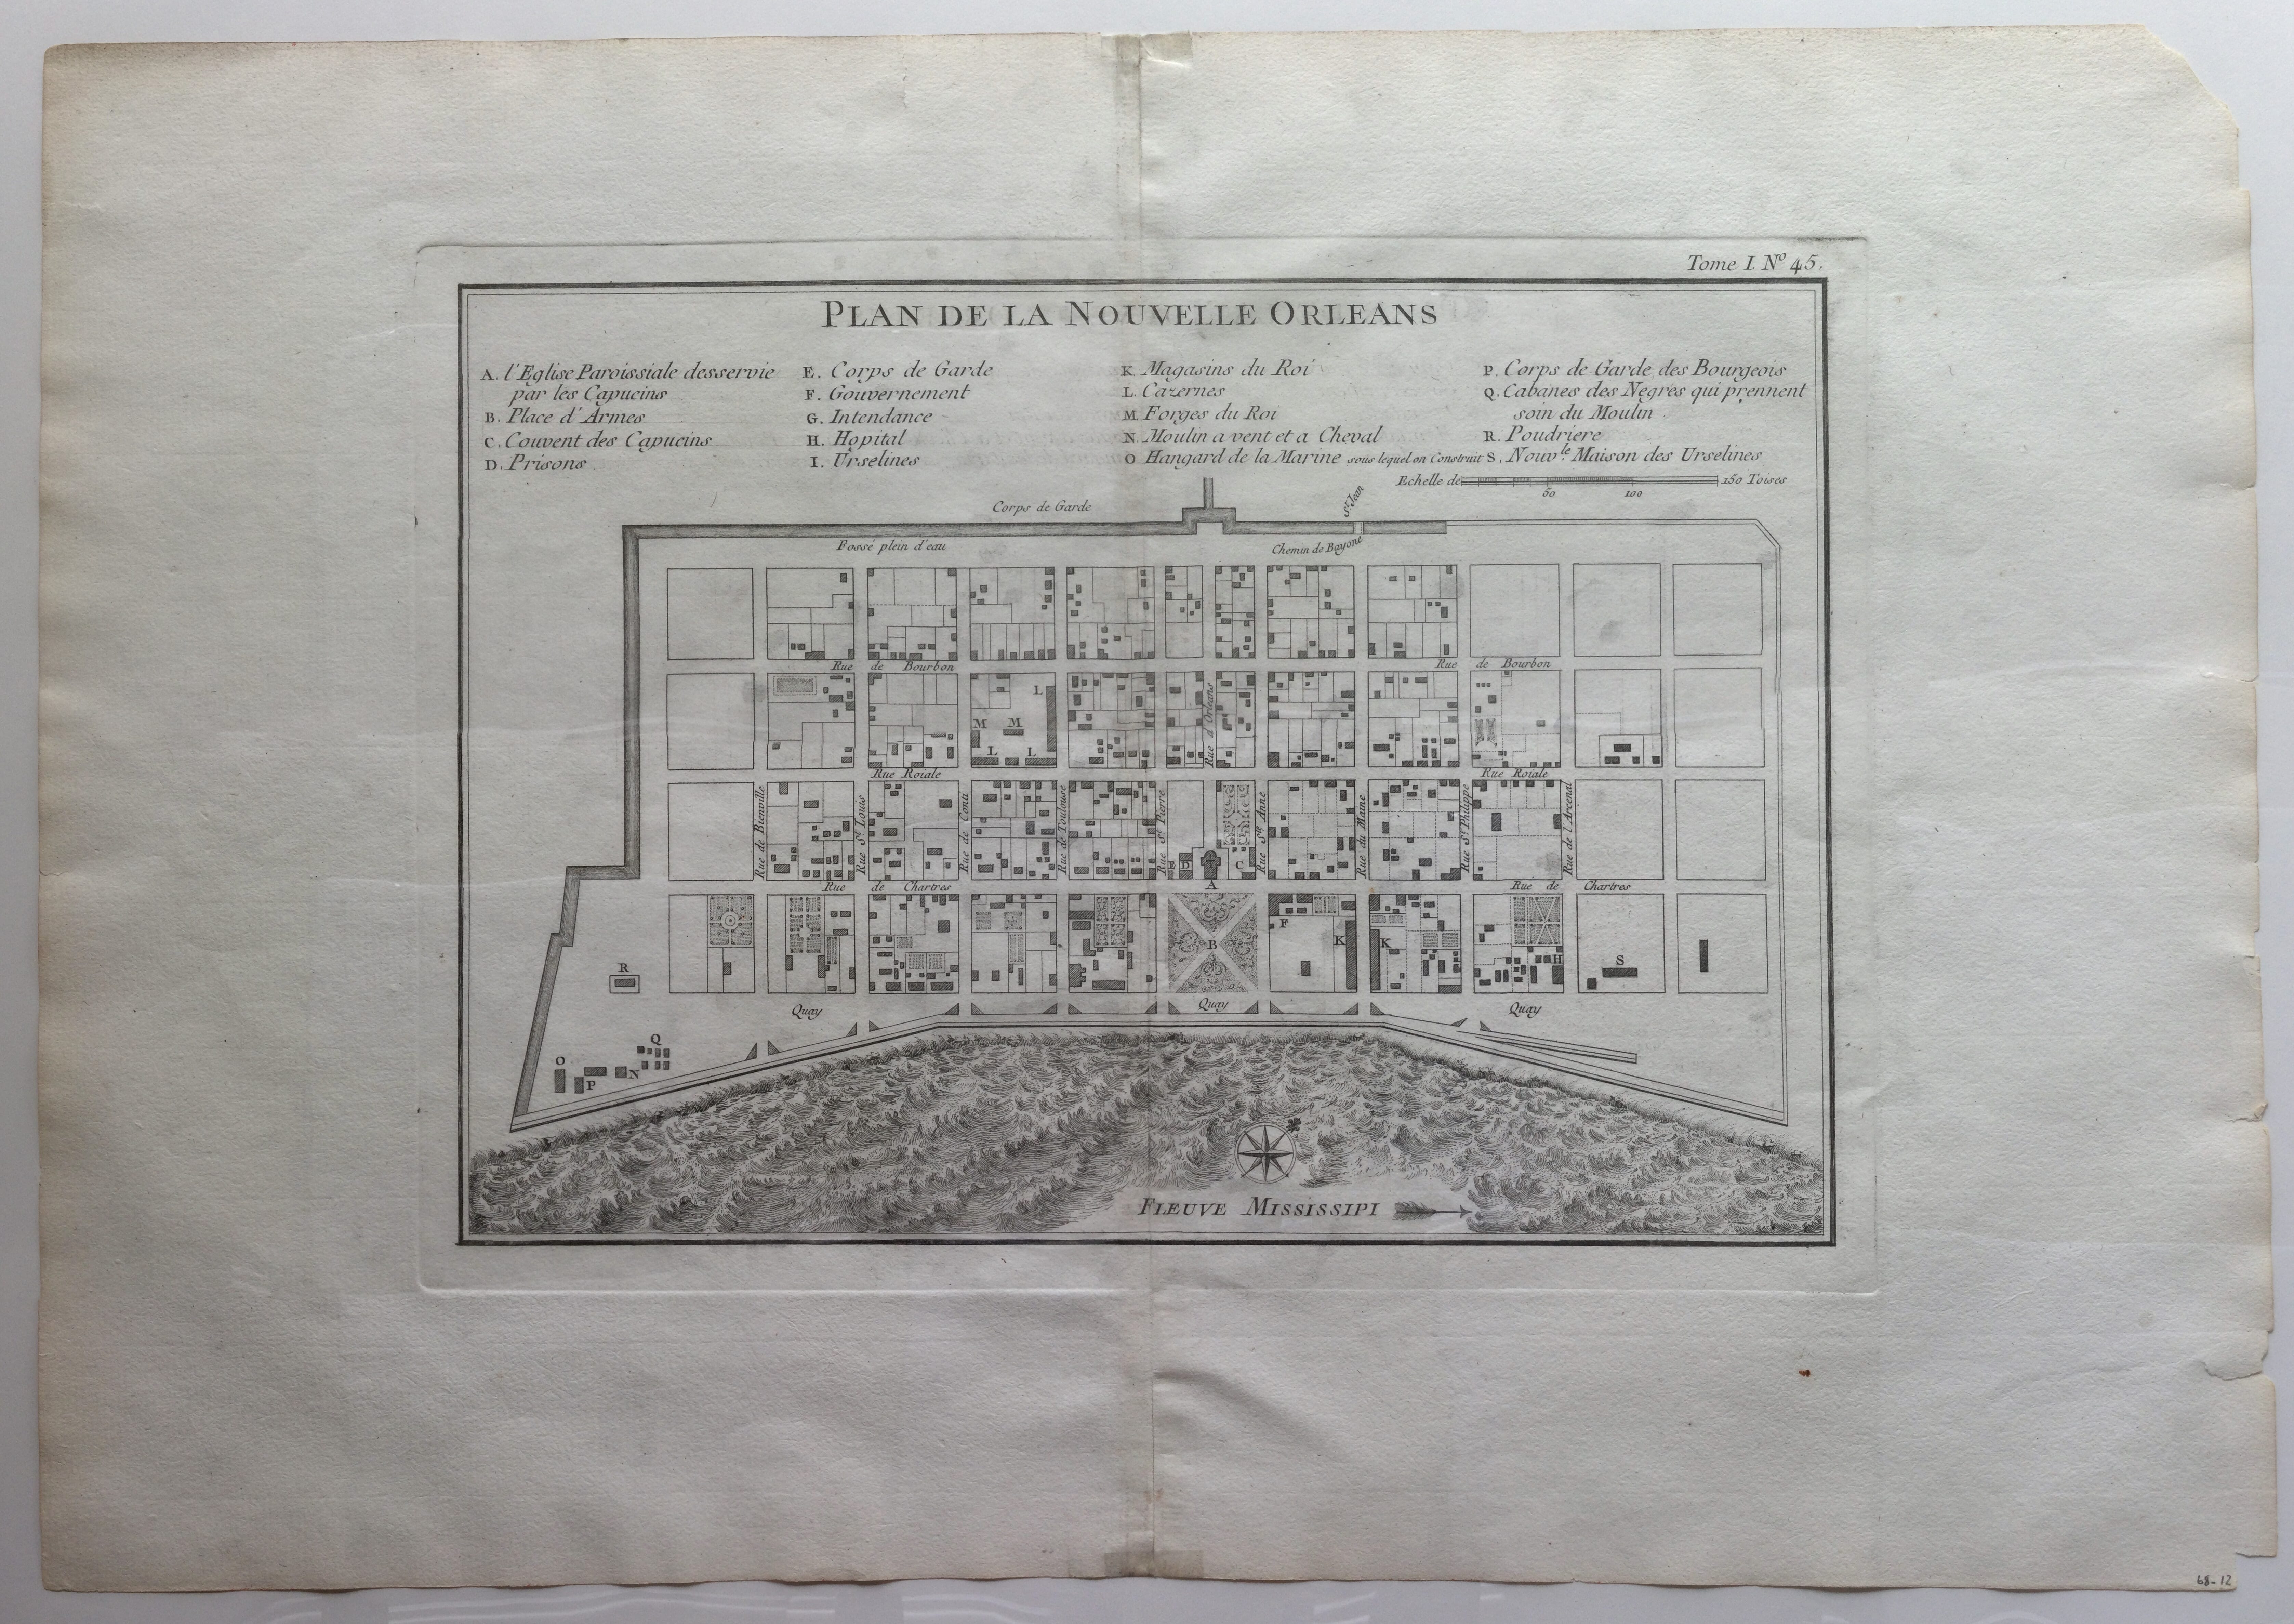 Tome I. Nº 45.
PLAN DE LA NOUVELLE ORLEANS
A. l'Eglise Paroissiale desservie
par les Capucins
B. Place d'Armes
C. Couvent des Capucins
D. Prisons
E. Corps de Garde
F. Gouvernement
G. Intendance
H. Hopital
I. Urselines
K. Magasins du Roi
L. Cazernes
M Forges du Roi
N. Moulin a vent et a Cheval
O Hangard de la Marine sous lequel on Construit
P. Corps de Garde des Bourgeois
Q. Cabanes des Negres qui prennent
soin du Moulin
R. Poudriere
S. Nouv.le Maison des Urselines
Echelle de 150 Toises
50 100
Corps de Garde
St Jean
Fossé plein d'eau
Chemin de Bayone
Rue de Bourbon
Rue de Bourbon
L
M M
L L
Rue d'Orleans
Rue Roiale
Rue Roiale
Rue de Bienville
Rue St Louis
Rue de Conti
Rue de Toulouse
Rue St Pierre
Rue Ste Anne
Rue du Maine
Rue St Philippe
Rue de l'Arcenal
E D C
A
Rue de Chartres
Rue de Chartres
F
B
K K
H
S
R
Quay
Quay
Quay
Q
O
P
N
FLEUVE MISSISSIPI
68-12